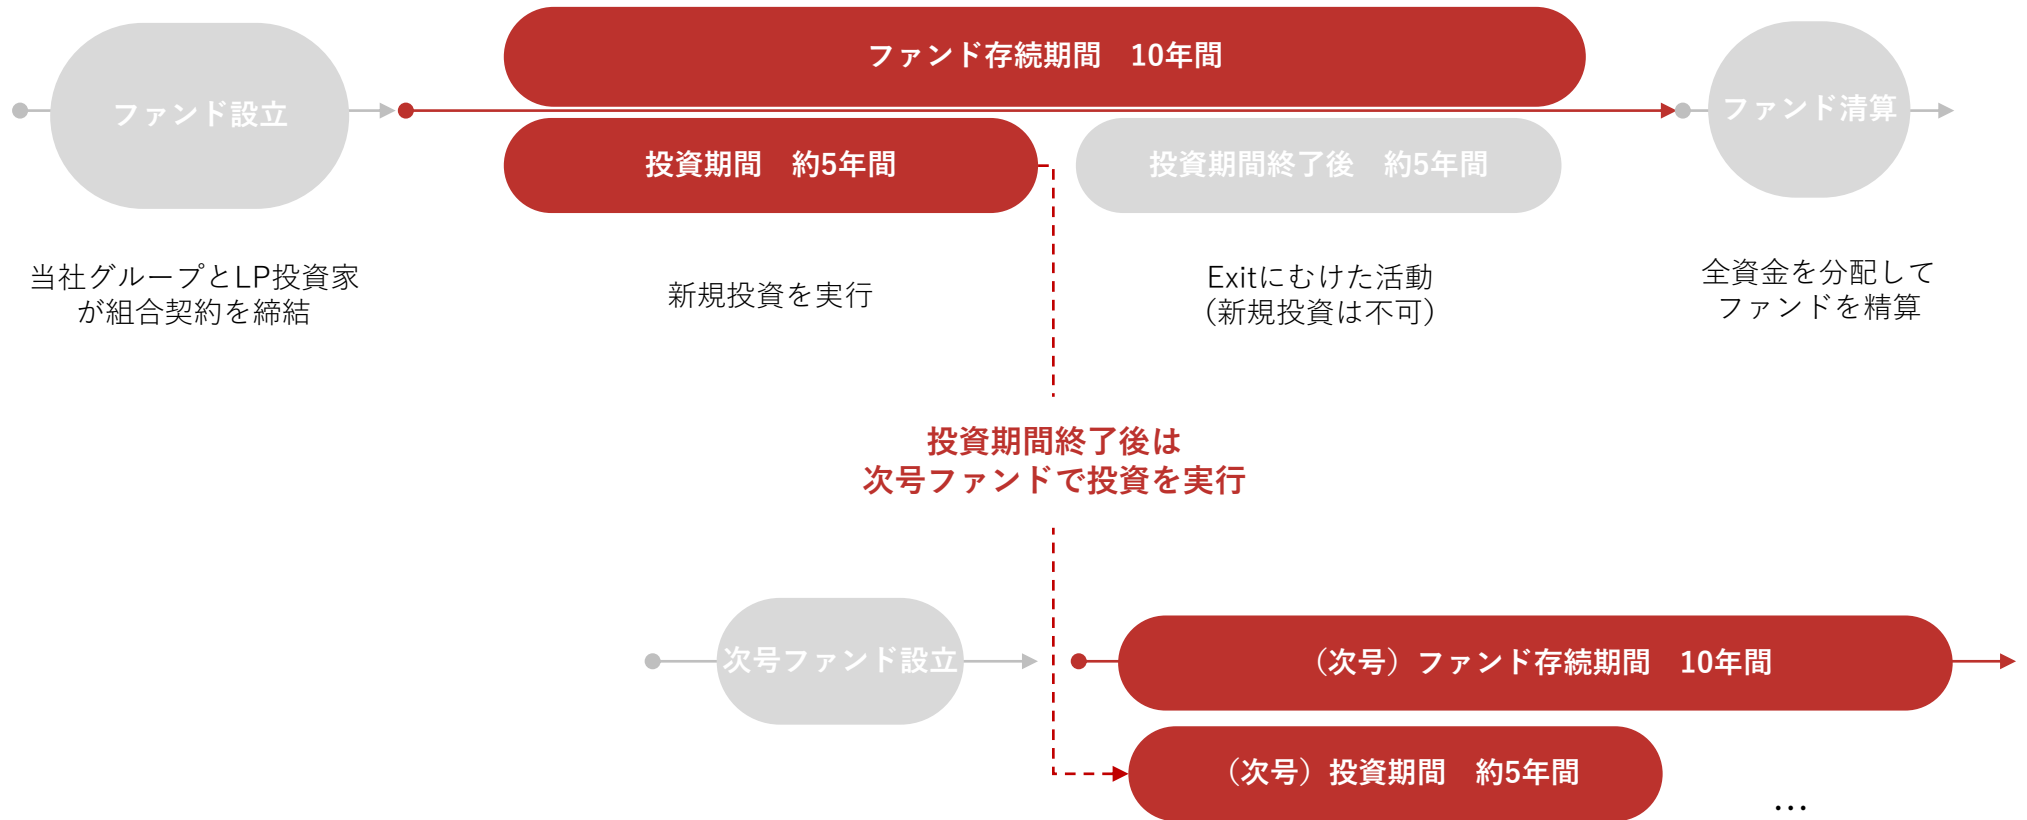 ファンド存続期間　10年間
ファンド設立
ファンド清算
投資期間　約5年間
投資期間終了後　約5年間
当社グループとLP投資家
が組合契約を締結
新規投資を実行
Exitにむけた活動
（新規投資は不可）
全資金を分配して
ファンドを精算
投資期間終了後は
次号ファンドで投資を実行
次号ファンド設立
（次号）ファンド存続期間　10年間
（次号）投資期間　約5年間
…